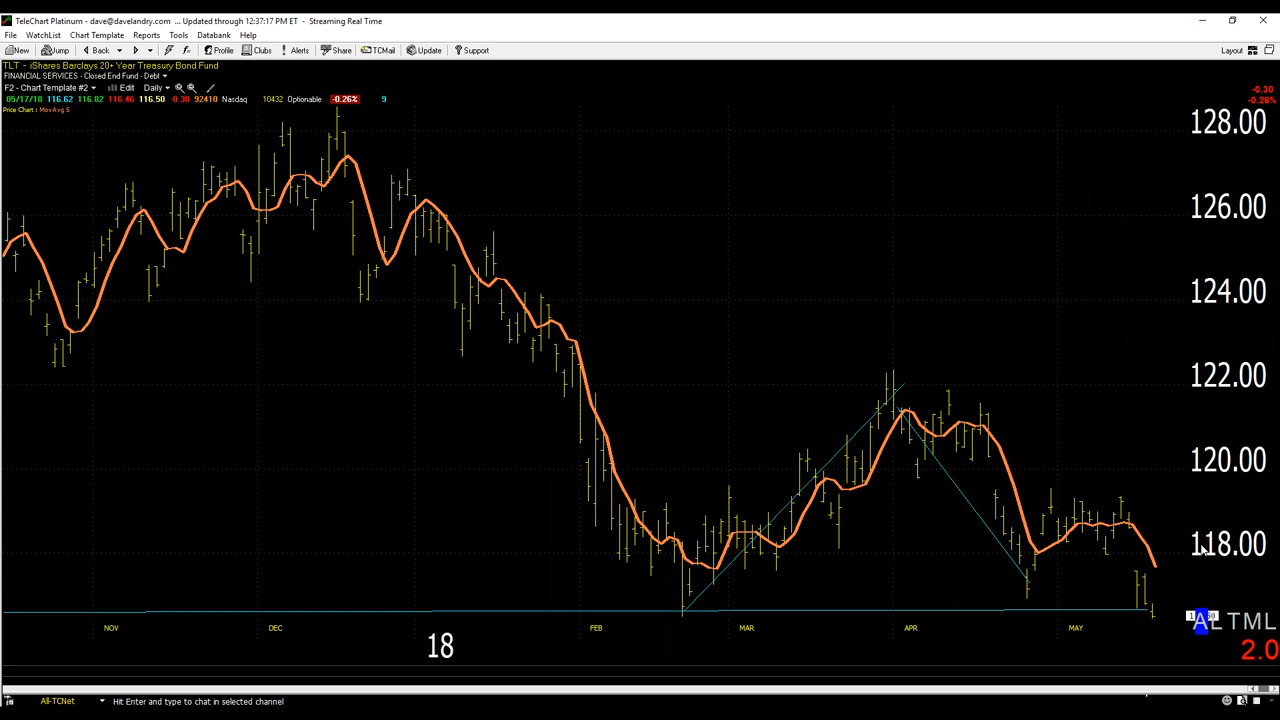 TeleChart Platinum - dave@davelandry.com ... Updated through 12:37:17 PM ET - Streaming Real Time
File WatchList Chart Template Reports Tools Databank Help
New Jump Back Profile Clubs Alerts Share TCMail Update Support Layout
TLT - iShares Barclays 20+ Year Treasury Bond Fund
FINANCIAL SERVICES - Closed End Fund - Debt
F2 - Chart Template #2 Edit Daily
05/17/18 116.62 116.82 116.46 116.50 -0.30 92410 Nasdaq 10432 Optionable -0.26% 9
-0.30
-0.26%
Price Chart : MovAvg 5
128.00
126.00
124.00
122.00
120.00
118.00
A L T M L
NOV DEC FEB MAR APR MAY
18
2.0
All-TCNet Hit Enter and type to chat in selected channel